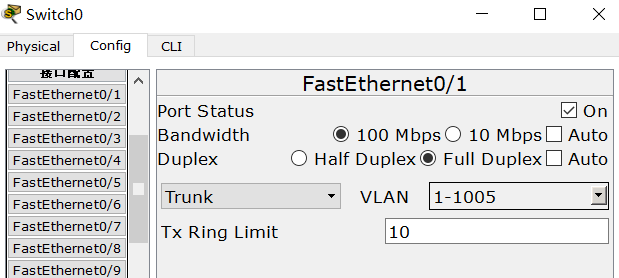 Switch0
Physical Config CLI
接口配置
FastEthernet0/1
FastEthernet0/2
FastEthernet0/3
FastEthernet0/4
FastEthernet0/5
FastEthernet0/6
FastEthernet0/7
FastEthernet0/8
FastEthernet0/9
FastEthernet0/1
Port Status On
Bandwidth 100 Mbps 10 Mbps Auto
Duplex Half Duplex Full Duplex Auto
Trunk VLAN 1-1005
Tx Ring Limit 10